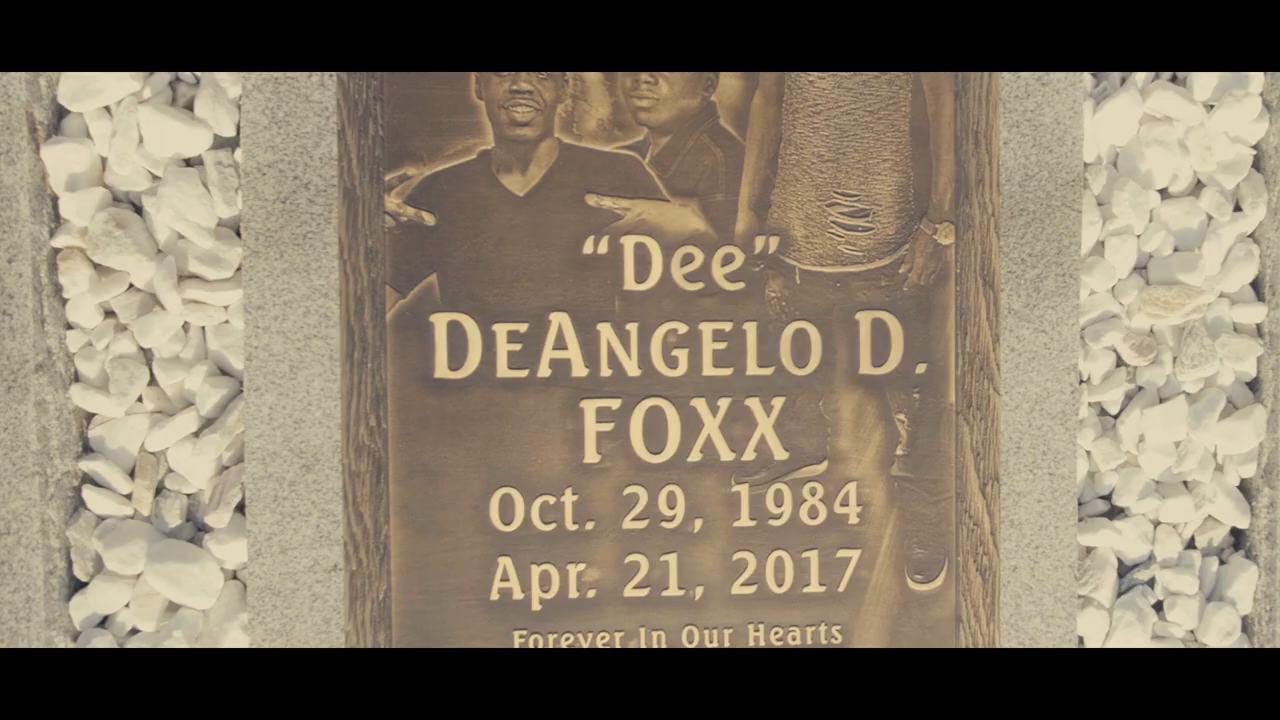 “Dee”
DEANGELO D.
FOXX
Oct. 29, 1984
Apr. 21, 2017
Forever In Our Hearts